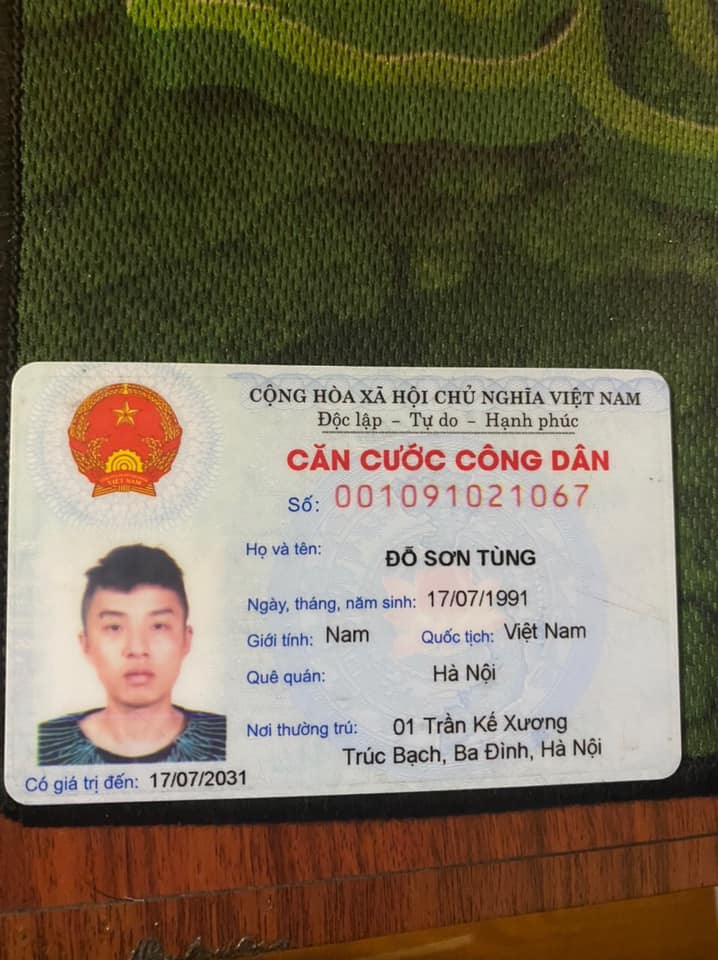 CỘNG HÒA XÃ HỘI CHỦ NGHĨA VIỆT NAM
Độc lập - Tự do - Hạnh phúc
CĂN CƯỚC CÔNG DÂN
Số: 001091021067
Họ và tên: ĐỖ SƠN TÙNG
Ngày, tháng, năm sinh: 17/07/1991
Giới tính: Nam Quốc tịch: Việt Nam
Quê quán: Hà Nội
Nơi thường trú: 01 Trần Kế Xương
Trúc Bạch, Ba Đình, Hà Nội
Có giá trị đến: 17/07/2031
VIỆT NAM